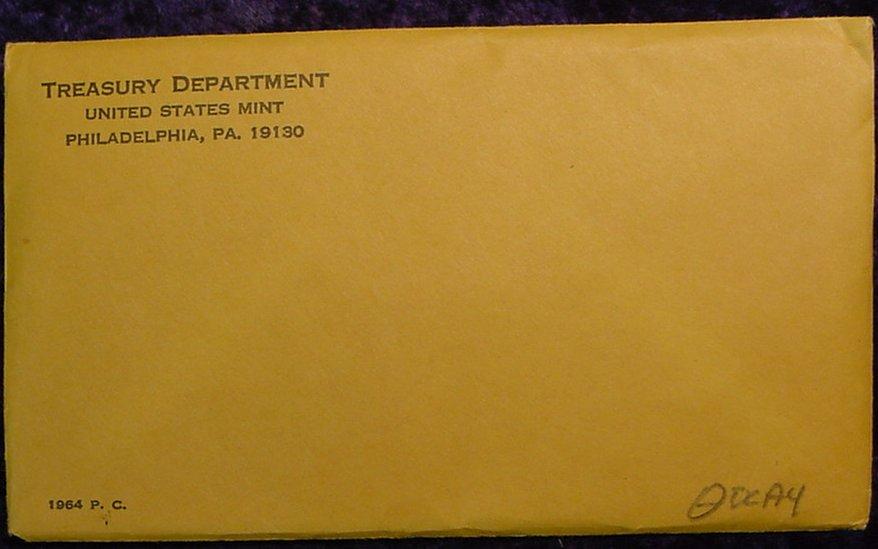 TREASURY DEPARTMENT
UNITED STATES MINT
PHILADELPHIA, PA. 19130
1964 P. C.